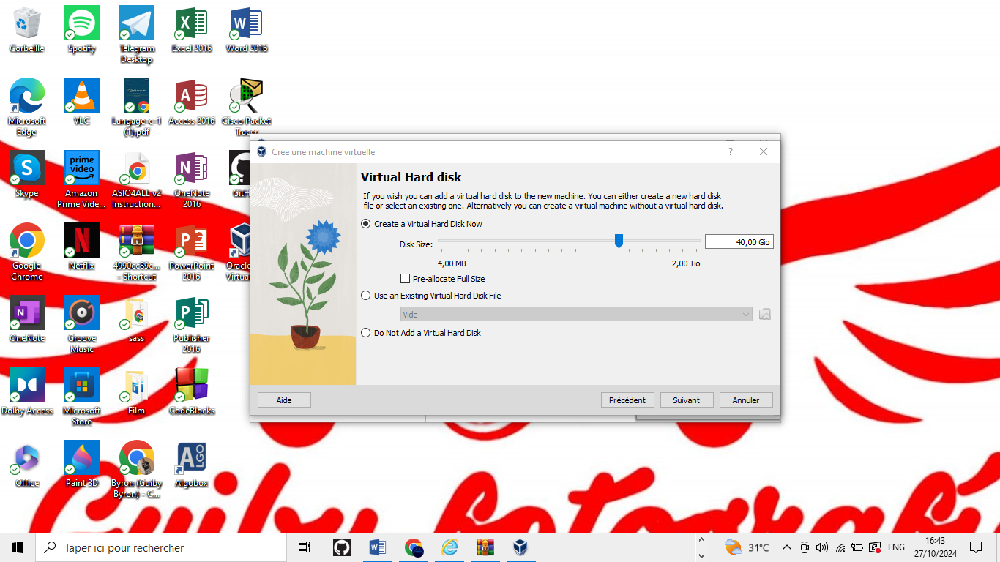 Corbeille
Spotify
Telegram
Desktop
Excel 2016
Word 2016
Microsoft
Edge
VLC
Langage-c-1
(1).pdf
Access 2016
Cisco Packet
Tracer
Skype
prime
video
Amazon
Prime Vide...
ASIO4ALL v2
Instruction...
OneNote
2016
GitH
Google
Chrome
Netflix
4990cc89c...
- Shortcut
PowerPoint
2016
Oracle
Virtual
OneNote
Groove
Music
sass
Publisher
2016
Dolby Access
Microsoft
Store
Film
CodeBlocks
Office
Paint 3D
Byron (Guiby
Byron) - C...
ALGO
Algobox
Crée une machine virtuelle
?
Virtual Hard disk
If you wish you can add a virtual hard disk to the new machine. You can either create a new hard disk
file or select an existing one. Alternatively you can create a virtual machine without a virtual hard disk.
Create a Virtual Hard Disk Now
Disk Size:
40,00 Gio
4,00 MB
2,00 Tio
Pre-allocate Full Size
Use an Existing Virtual Hard Disk File
Vide
Do Not Add a Virtual Hard Disk
Aide
Précédent
Suivant
Annuler
Taper ici pour rechercher
31°C
ENG
16:43
27/10/2024